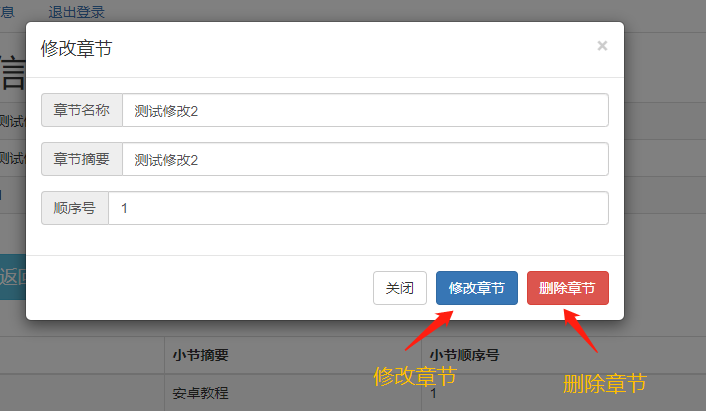 息 退出登录
修改章节 ×
信
章节名称 测试修改2
测试
章节摘要 测试修改2
测试
顺序号 1
返回
关闭 修改章节 删除章节
小节摘要 小节顺序号
修改章节 删除章节
安卓教程 1